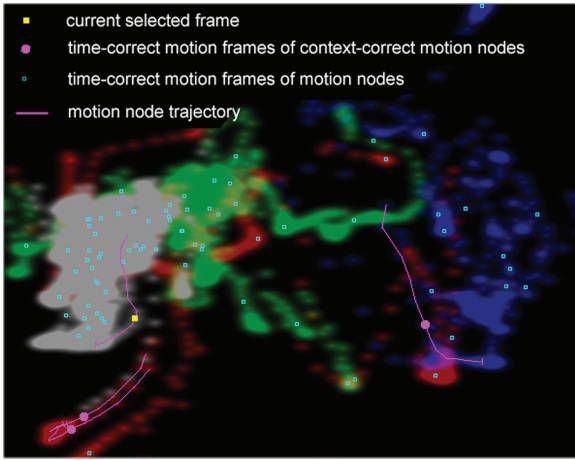 current selected frame
time-correct motion frames of context-correct motion nodes
time-correct motion frames of motion nodes
motion node trajectory